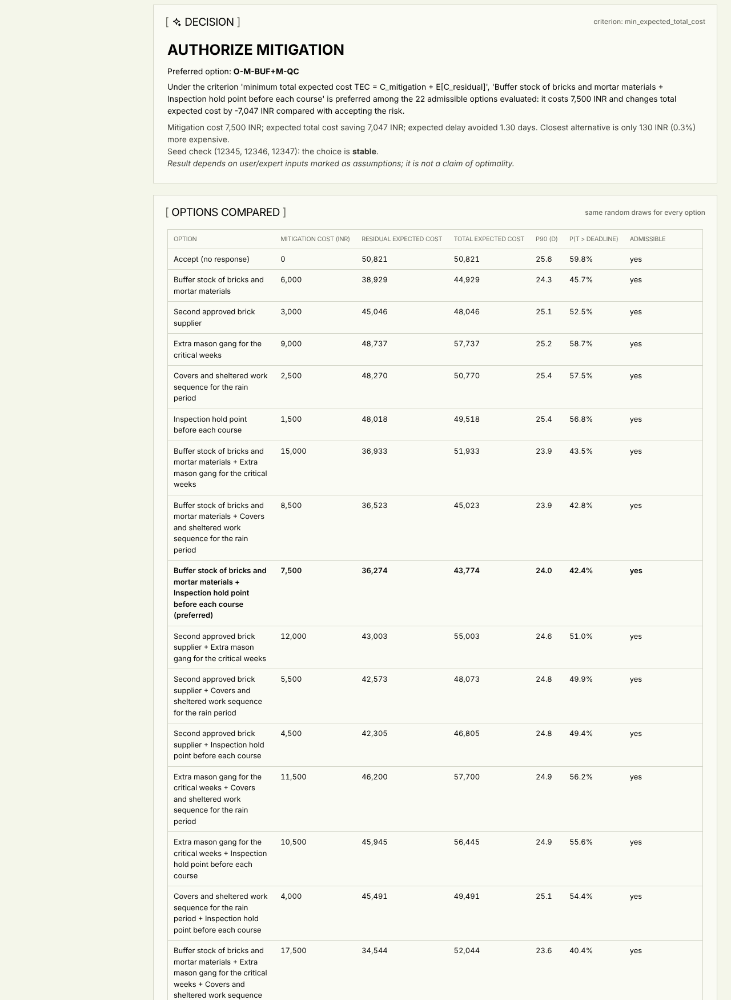 [ DECISION ]
criterion: min_expected_total_cost
AUTHORIZE MITIGATION
Preferred option: O-M-BUF+M-QC
Under the criterion 'minimum total expected cost TEC = C_mitigation + E[C_residual]', 'Buffer stock of bricks and mortar materials +
Inspection hold point before each course' is preferred among the 22 admissible options evaluated: it costs 7,500 INR and changes total
expected cost by -7,047 INR compared with accepting the risk.
Mitigation cost 7,500 INR; expected total cost saving 7,047 INR; expected delay avoided 1.30 days. Closest alternative is only 130 INR (0.3%)
more expensive.
Seed check (12345, 12346, 12347): the choice is stable.
Result depends on user/expert inputs marked as assumptions; it is not a claim of optimality.
[ OPTIONS COMPARED ]
same random draws for every option
OPTION MITIGATION COST (INR) RESIDUAL EXPECTED COST TOTAL EXPECTED COST P90 (D) P(T > DEADLINE) ADMISSIBLE
Accept (no response) 0 50,821 50,821 25.6 59.8% yes
Buffer stock of bricks and 6,000 38,929 44,929 24.3 45.7% yes
mortar materials
Second approved brick 3,000 45,046 48,046 25.1 52.5% yes
supplier
Extra mason gang for the 9,000 48,737 57,737 25.2 58.7% yes
critical weeks
Covers and sheltered work 2,500 48,270 50,770 25.4 57.5% yes
sequence for the rain
period
Inspection hold point 1,500 48,018 49,518 25.4 56.8% yes
before each course
Buffer stock of bricks and 15,000 36,933 51,933 23.9 43.5% yes
mortar materials + Extra
mason gang for the critical
weeks
Buffer stock of bricks and 8,500 36,523 45,023 23.9 42.8% yes
mortar materials + Covers
and sheltered work
sequence for the rain
period
Buffer stock of bricks and 7,500 36,274 43,774 24.0 42.4% yes
mortar materials +
Inspection hold point
before each course
(preferred)
Second approved brick 12,000 43,003 55,003 24.6 51.0% yes
supplier + Extra mason
gang for the critical weeks
Second approved brick 5,500 42,573 48,073 24.8 49.9% yes
supplier + Covers and
sheltered work sequence
for the rain period
Second approved brick 4,500 42,305 46,805 24.8 49.4% yes
supplier + Inspection hold
point before each course
Extra mason gang for the 11,500 46,200 57,700 24.9 56.2% yes
critical weeks + Covers
and sheltered work
sequence for the rain
period
Extra mason gang for the 10,500 45,945 56,445 24.9 55.6% yes
critical weeks + Inspection
hold point before each
course
Covers and sheltered work 4,000 45,491 49,491 25.1 54.4% yes
sequence for the rain
period + Inspection hold
point before each course
Buffer stock of bricks and 17,500 34,544 52,044 23.6 40.4% yes
mortar materials + Extra
mason gang for the critical
weeks + Covers and
sheltered work sequence